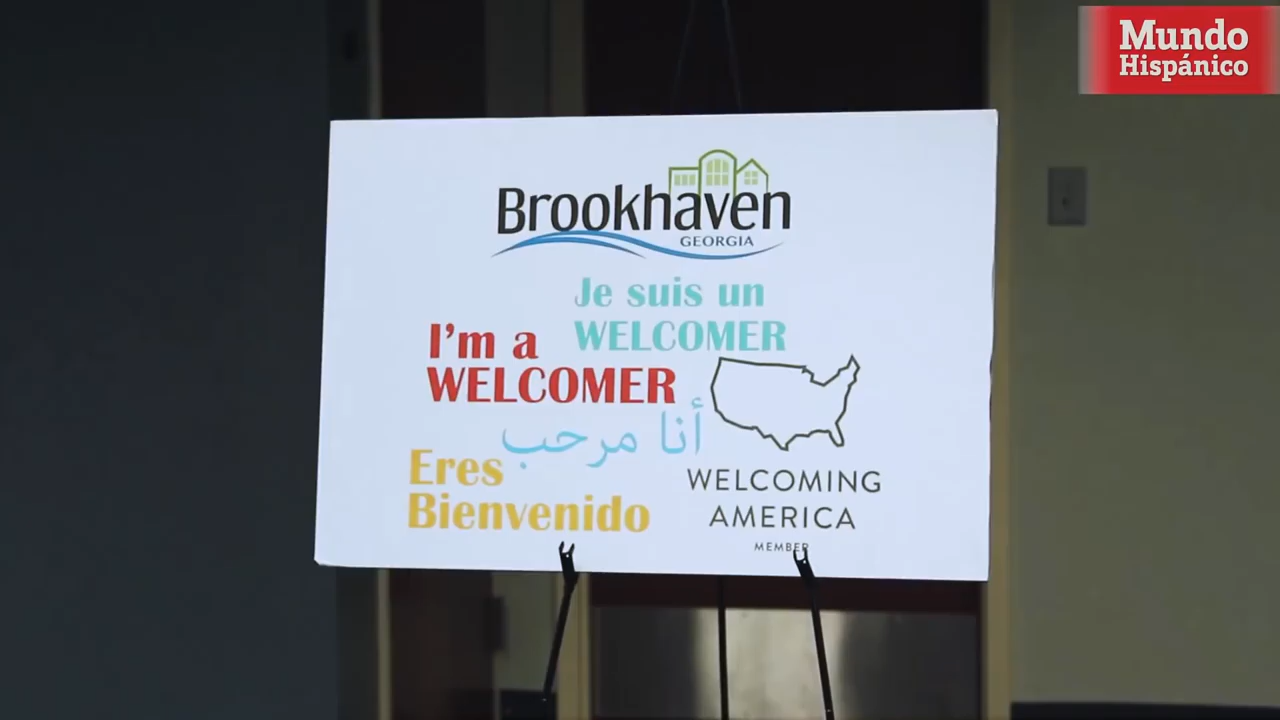 Mundo
Hispánico
Brookhaven
GEORGIA
Je suis un
WELCOMER
I'm a
WELCOMER
أنا مرحب
Eres
Bienvenido
WELCOMING
AMERICA
MEMBER